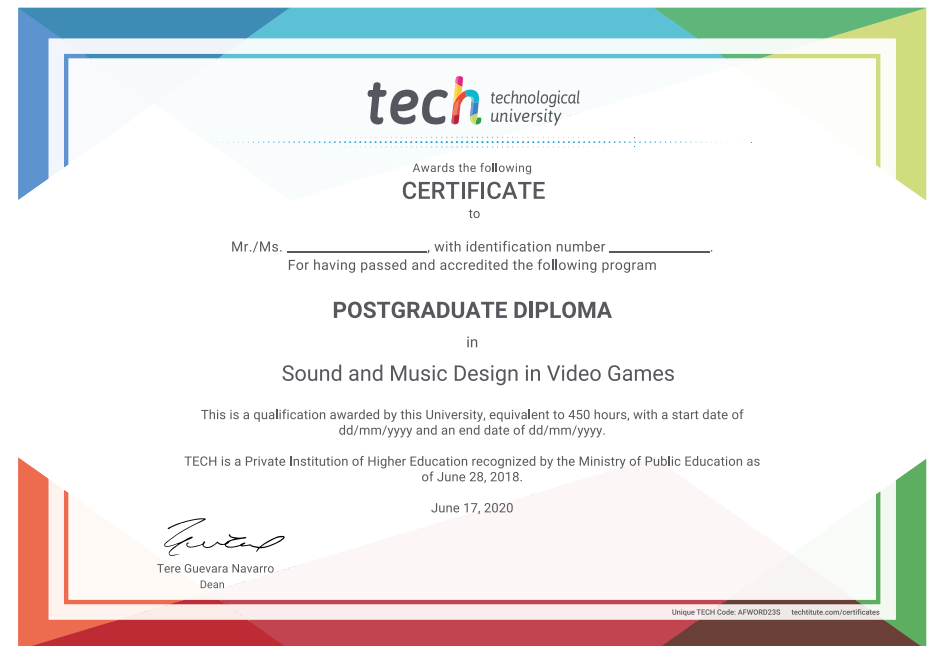 tech technological
university
Awards the following
CERTIFICATE
to
Mr./Ms. ____________________, with identification number ______________.
For having passed and accredited the following program
POSTGRADUATE DIPLOMA
in
Sound and Music Design in Video Games
This is a qualification awarded by this University, equivalent to 450 hours, with a start date of
dd/mm/yyyy and an end date of dd/mm/yyyy.
TECH is a Private Institution of Higher Education recognized by the Ministry of Public Education as
of June 28, 2018.
June 17, 2020
Tere Guevara Navarro
Dean
Unique TECH Code: AFWORD23S techtitute.com/certificates